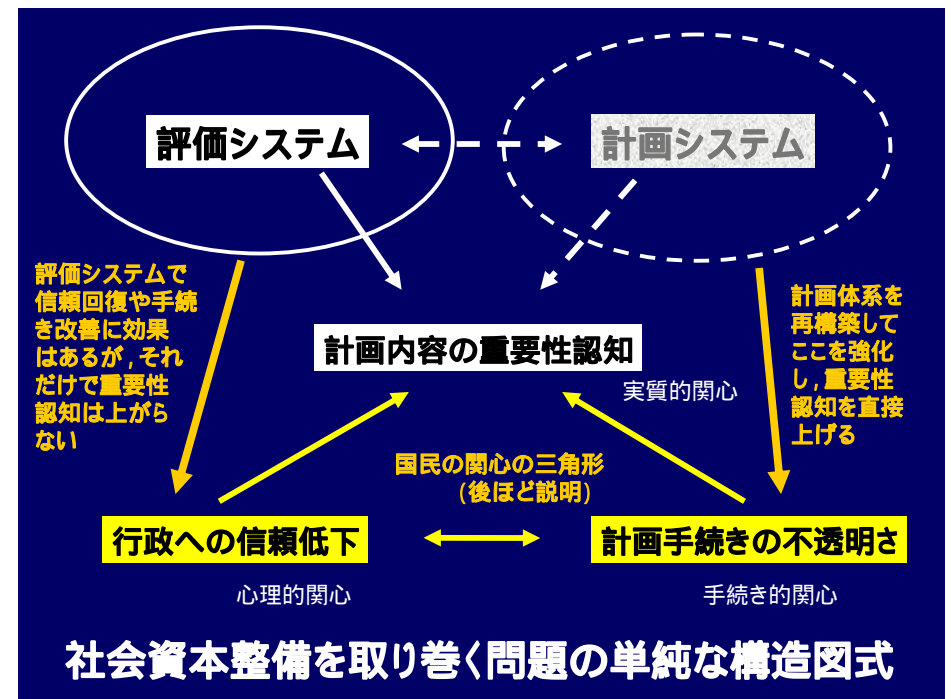 評価システム
計画システム
評価システムで
信頼回復や手続
き改善に効果
はあるが,それ
だけで重要性
認知は上がら
ない
計画体系を
再構築して
ここを強化
し,重要性
認知を直接
上げる
計画内容の重要性認知
実質的関心
国民の関心の三角形
(後ほど説明)
行政への信頼低下
計画手続きの不透明さ
心理的関心
手続き的関心
社会資本整備を取り巻く問題の単純な構造図式